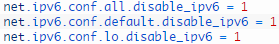 net.ipv6.conf.all.disable_ipv6 = 1
net.ipv6.conf.default.disable_ipv6 = 1
net.ipv6.conf.lo.disable_ipv6 = 1